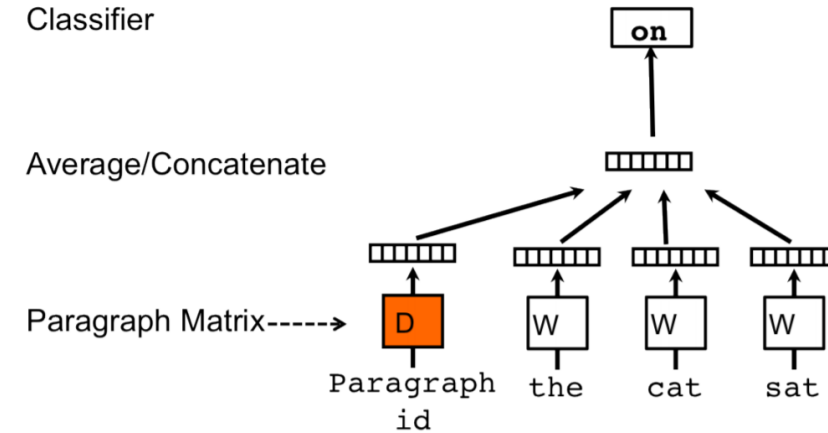 Classifier
on
Average/Concatenate
Paragraph Matrix
D
W
W
W
Paragraph
id
the
cat
sat